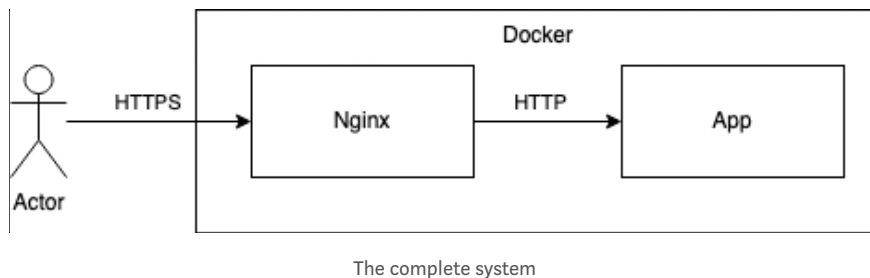 Docker
HTTPS
Nginx
HTTP
App
Actor
The complete system